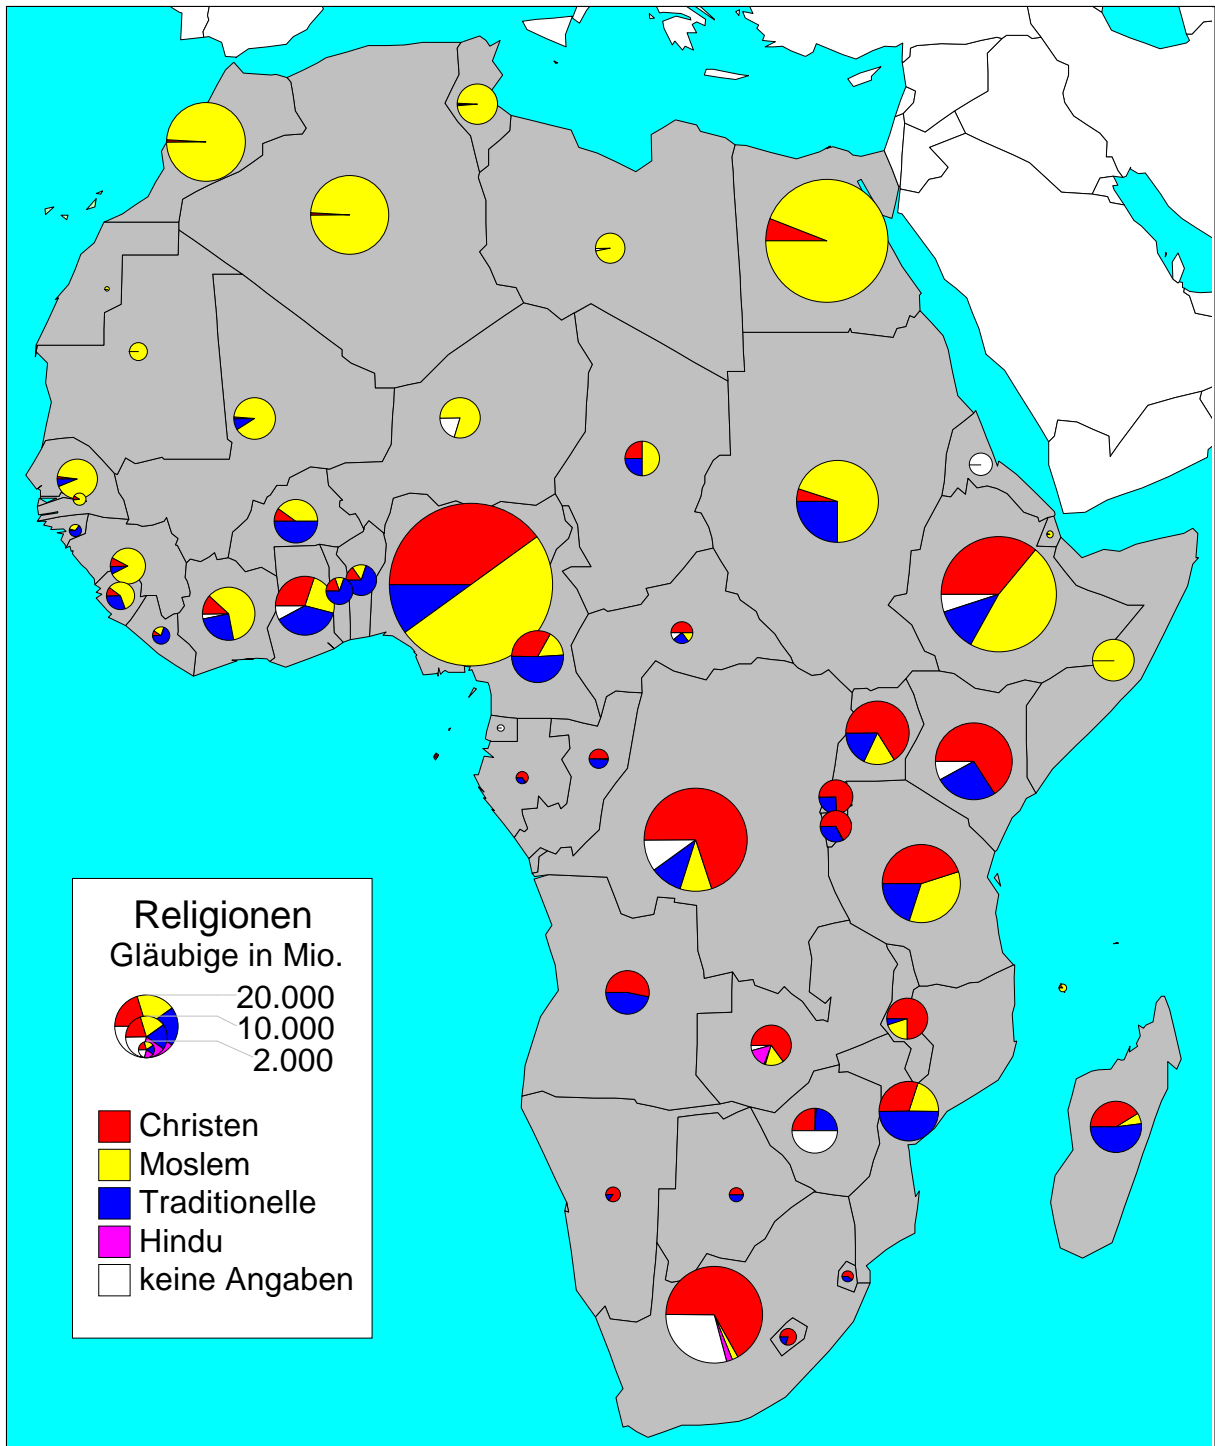 Religionen
Gläubige in Mio.
20.000
10.000
2.000
Christen
Moslem
Traditionelle
Hindu
keine Angaben